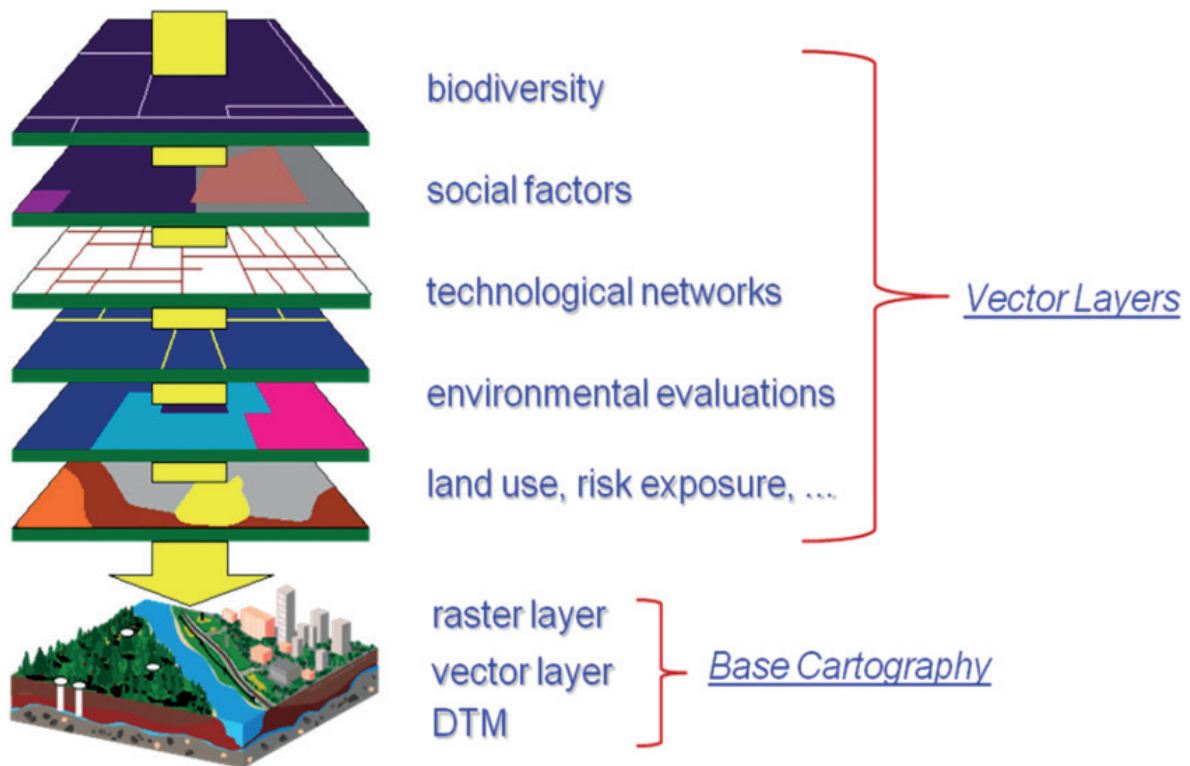 biodiversity
social factors
technological networks
Vector Layers
environmental evaluations
land use, risk exposure, ...
raster layer
vector layer
Base Cartography
DTM